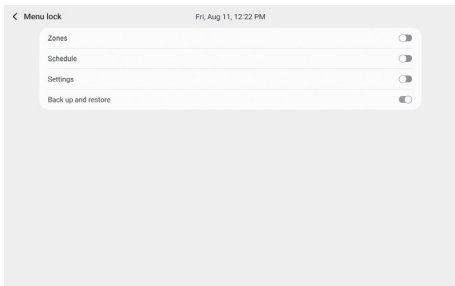 Menu lock
Fri, Aug 11, 12:22 PM
Zones
Schedule
Settings
Back up and restore